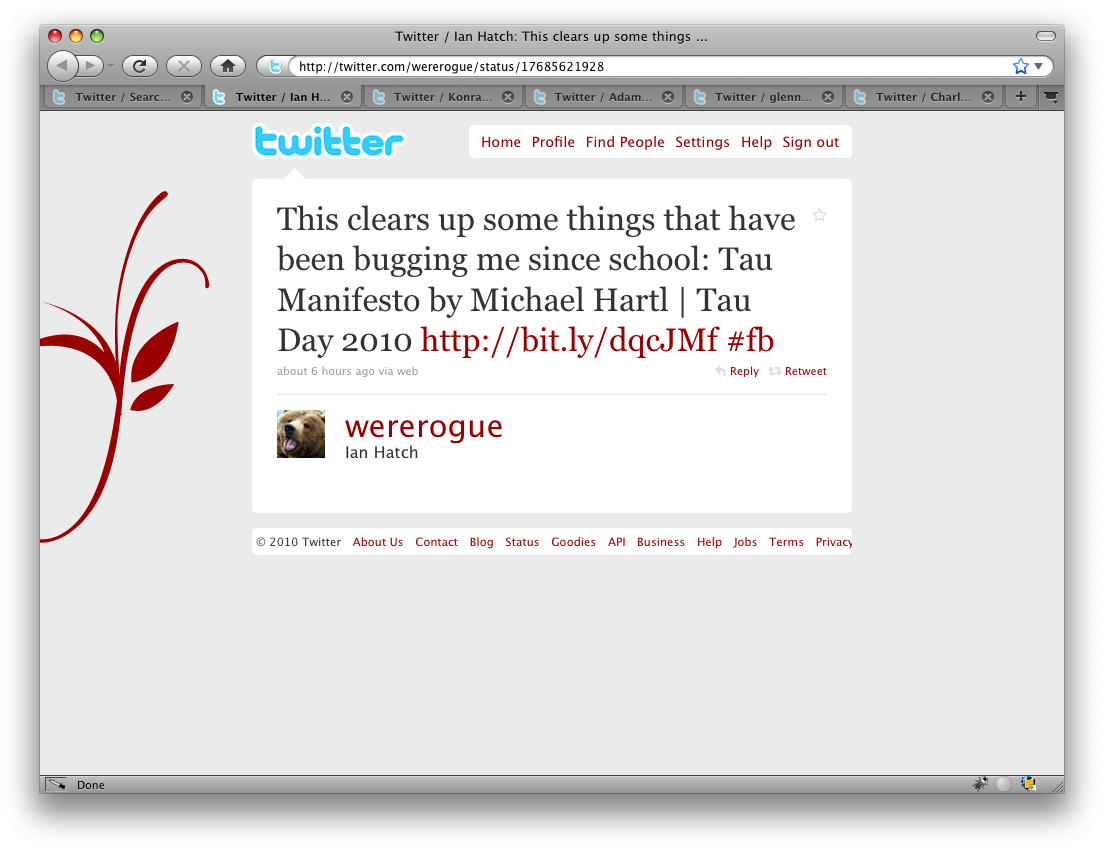 Twitter / Ian Hatch: This clears up some things ...
http://twitter.com/wererogue/status/17685621928
Twitter / Searc... Twitter / Ian H... Twitter / Konra... Twitter / Adam... Twitter / glenn... Twitter / Charl... +
twitter
Home Profile Find People Settings Help Sign out
This clears up some things that have
been bugging me since school: Tau
Manifesto by Michael Hartl | Tau
Day 2010 http://bit.ly/dqcJMf #fb
about 6 hours ago via web Reply Retweet
wererogue
Ian Hatch
© 2010 Twitter About Us Contact Blog Status Goodies API Business Help Jobs Terms Privacy
Done